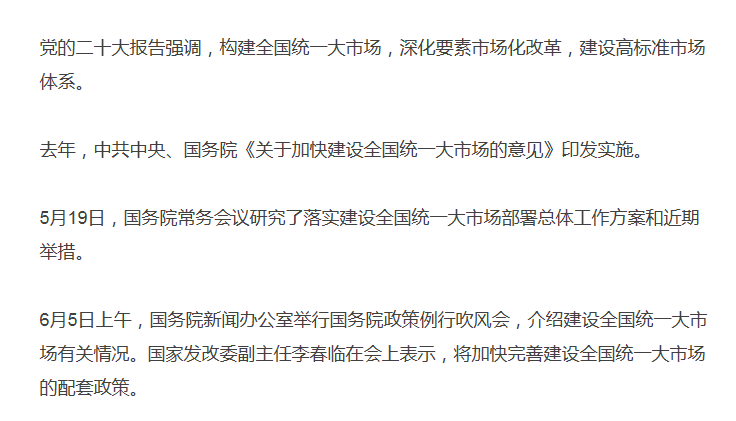 党的二十大报告强调，构建全国统一大市场，深化要素市场化改革，建设高标准市场
体系。
去年，中共中央、国务院《关于加快建设全国统一大市场的意见》印发实施。
5月19日，国务院常务会议研究了落实建设全国统一大市场部署总体工作方案和近期
举措。
6月5日上午，国务院新闻办公室举行国务院政策例行吹风会，介绍建设全国统一大市
场有关情况。国家发改委副主任李春临在会上表示，将加快完善建设全国统一大市场
的配套政策。